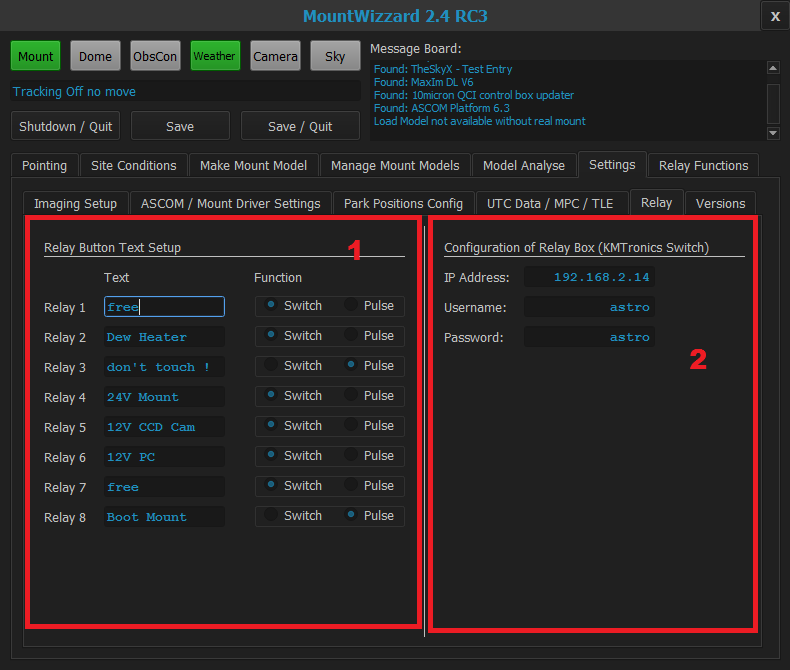 MountWizzard 2.4 RC3
X
Mount Dome ObsCon Weather Camera Sky
Message Board:
Found: TheSkyX - Test Entry
Found: MaxIm DL V6
Found: 10micron QCI control box updater
Found: ASCOM Platform 6.3
Load Model not available without real mount
Tracking Off no move
Shutdown / Quit Save Save / Quit
Pointing Site Conditions Make Mount Model Manage Mount Models Model Analyse Settings Relay Functions
Imaging Setup ASCOM / Mount Driver Settings Park Positions Config UTC Data / MPC / TLE Relay Versions
Relay Button Text Setup
1
Text Function
Relay 1 free Switch Pulse
Relay 2 Dew Heater Switch Pulse
Relay 3 don't touch ! Switch Pulse
Relay 4 24V Mount Switch Pulse
Relay 5 12V CCD Cam Switch Pulse
Relay 6 12V PC Switch Pulse
Relay 7 free Switch Pulse
Relay 8 Boot Mount Switch Pulse
Configuration of Relay Box (KMTronics Switch)
IP Address: 192.168.2.14
Username: astro
Password: astro
2